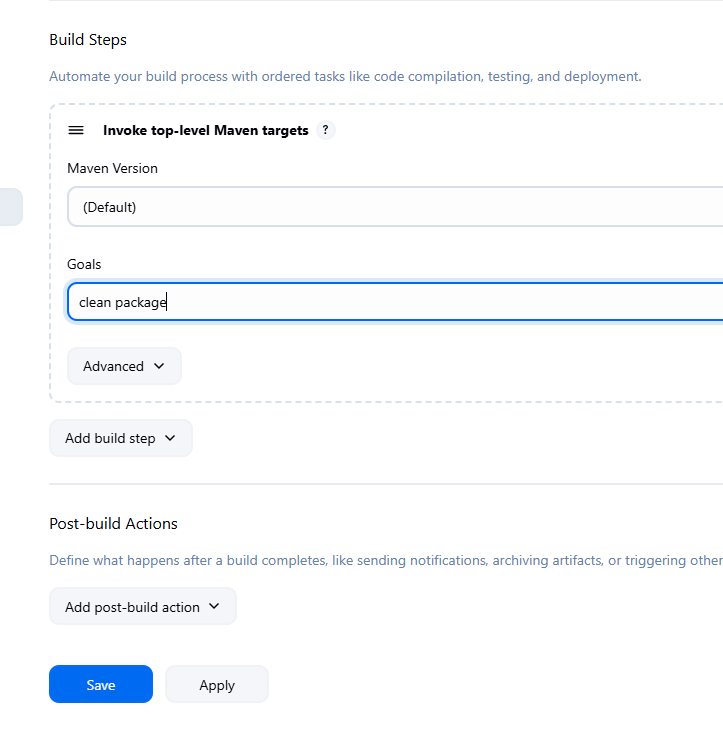 Build Steps
Automate your build process with ordered tasks like code compilation, testing, and deployment.
Invoke top-level Maven targets ?
Maven Version
(Default)
Goals
clean package
Advanced
Add build step
Post-build Actions
Define what happens after a build completes, like sending notifications, archiving artifacts, or triggering other
Add post-build action
Save Apply